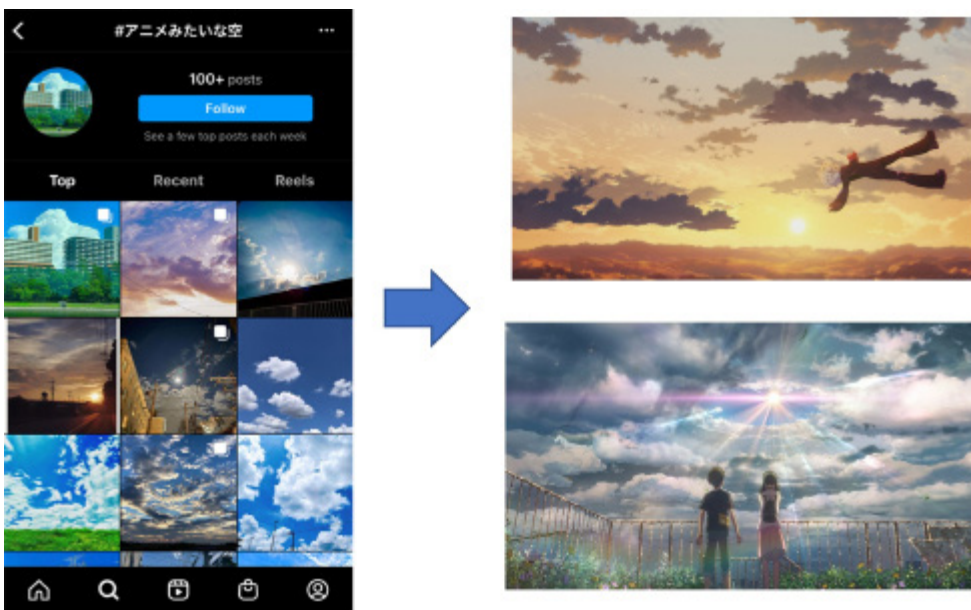 #アニメみたいな空
100+ posts
Follow
See a few top posts each week
Top
Recent
Reels